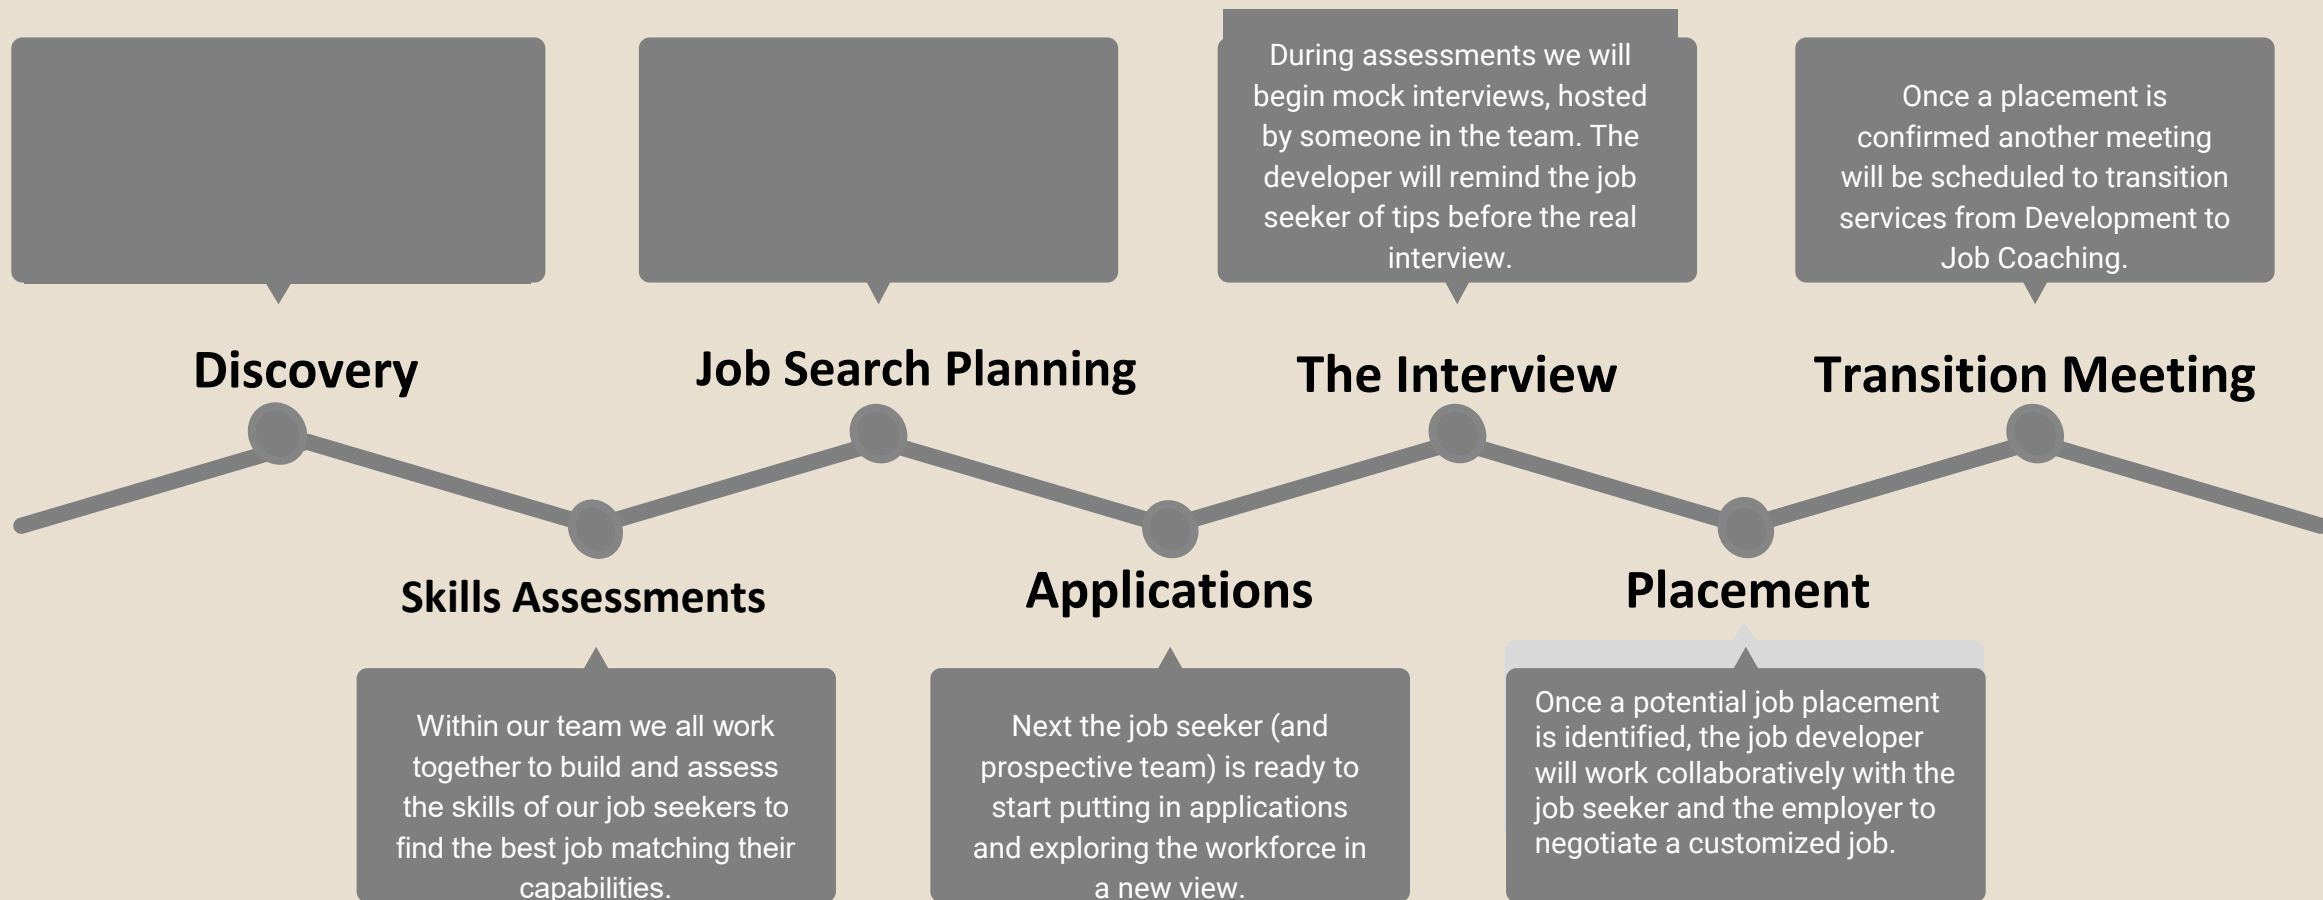 During assessments we will
begin mock interviews, hosted
by someone in the team. The
developer will remind the job
seeker of tips before the real
interview.
Once a placement is
confirmed another meeting
will be scheduled to transition
services from Development to
Job Coaching.
Discovery
Job Search Planning
The Interview
Transition Meeting
Skills Assessments
Applications
Placement
Within our team we all work
together to build and assess
the skills of our job seekers to
find the best job matching their
capabilities.
Next the job seeker (and
prospective team) is ready to
start putting in applications
and exploring the workforce in
a new view.
Once a potential job placement
is identified, the job developer
will work collaboratively with the
job seeker and the employer to
negotiate a customized job.